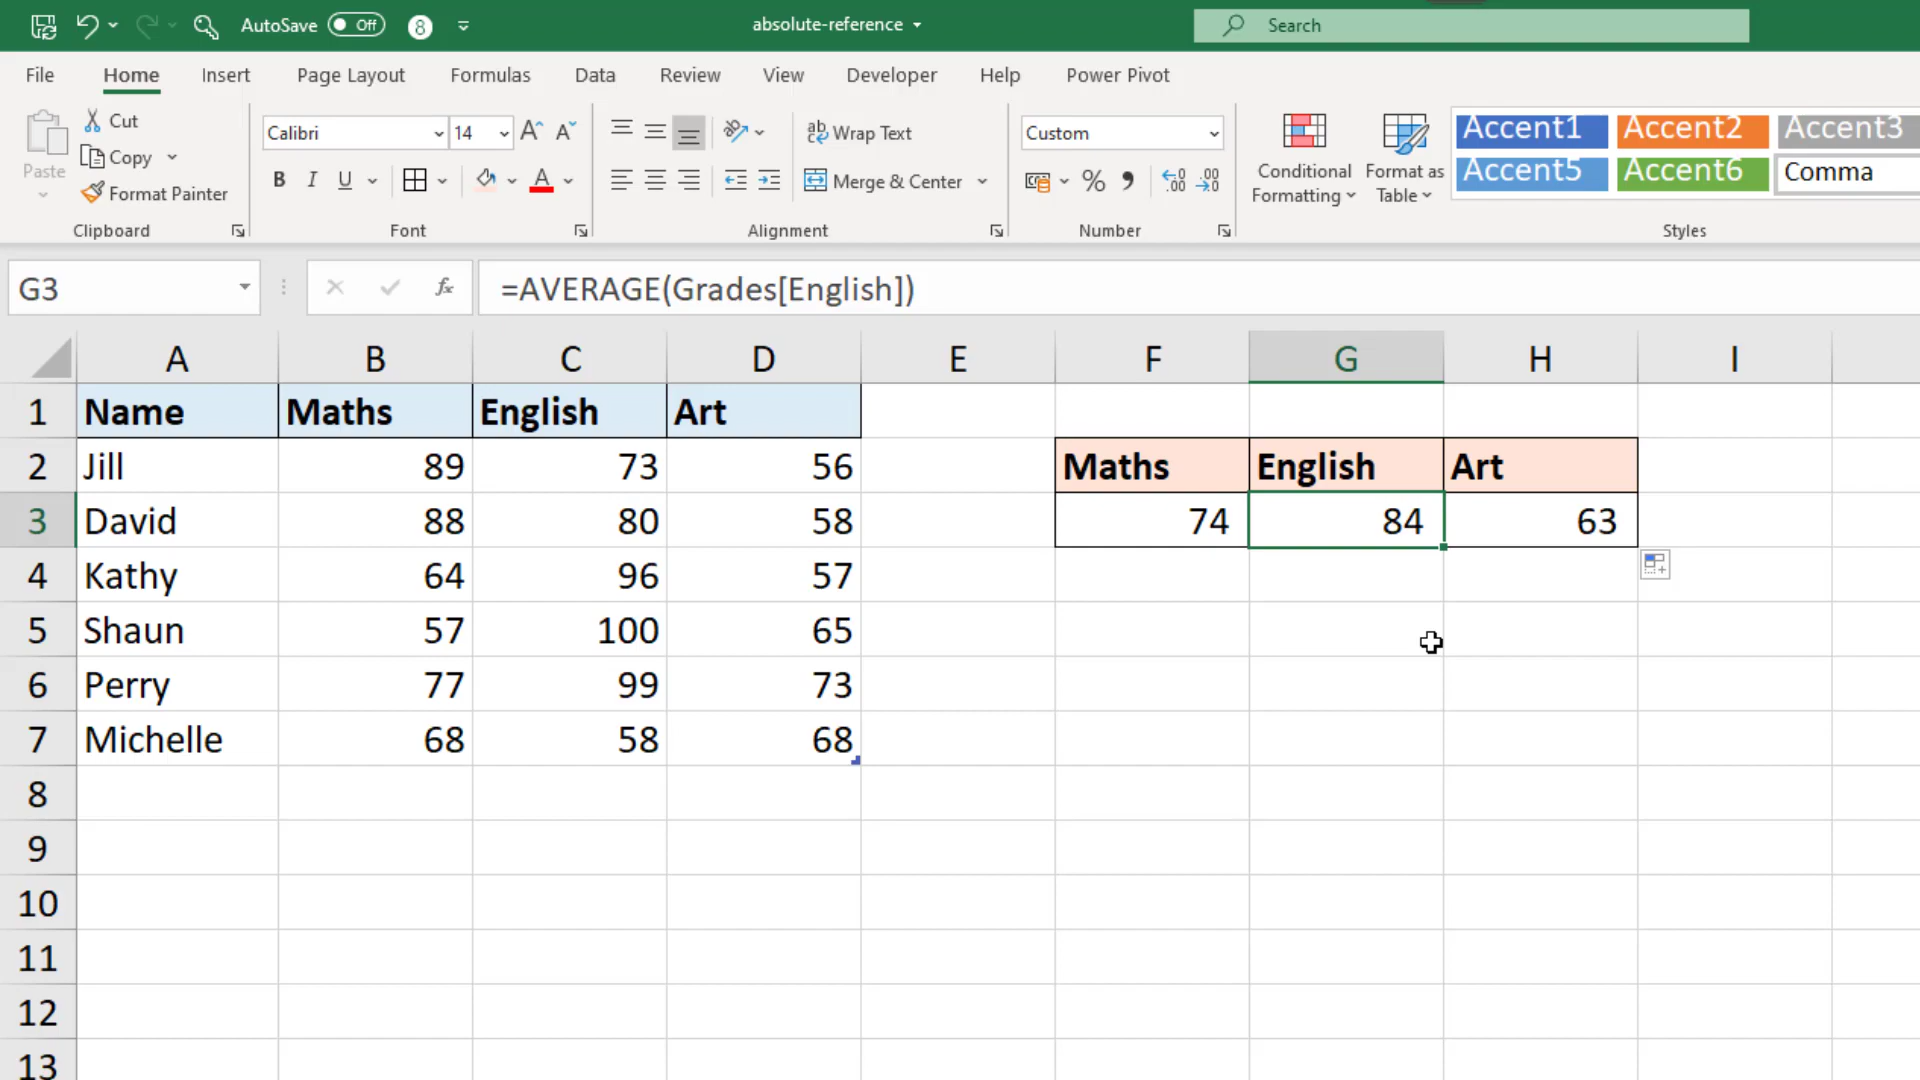 AutoSave Off 8 absolute-reference Search
File Home Insert Page Layout Formulas Data Review View Developer Help Power Pivot
Paste Cut Calibri 14 A A ab Wrap Text Custom Conditional Formatting Format as Table Accent1 Accent2 Accent3
Copy
Format Painter B I U A Merge & Center % Accent5 Accent6 Comma
Clipboard Font Alignment Number Styles
G3 fx =AVERAGE(Grades[English])
A B C D E F G H I
1 Name Maths English Art
2 Jill 89 73 56 Maths English Art
3 David 88 80 58 74 84 63
4 Kathy 64 96 57
5 Shaun 57 100 65
6 Perry 77 99 73
7 Michelle 68 58 68
8
9
10
11
12
13